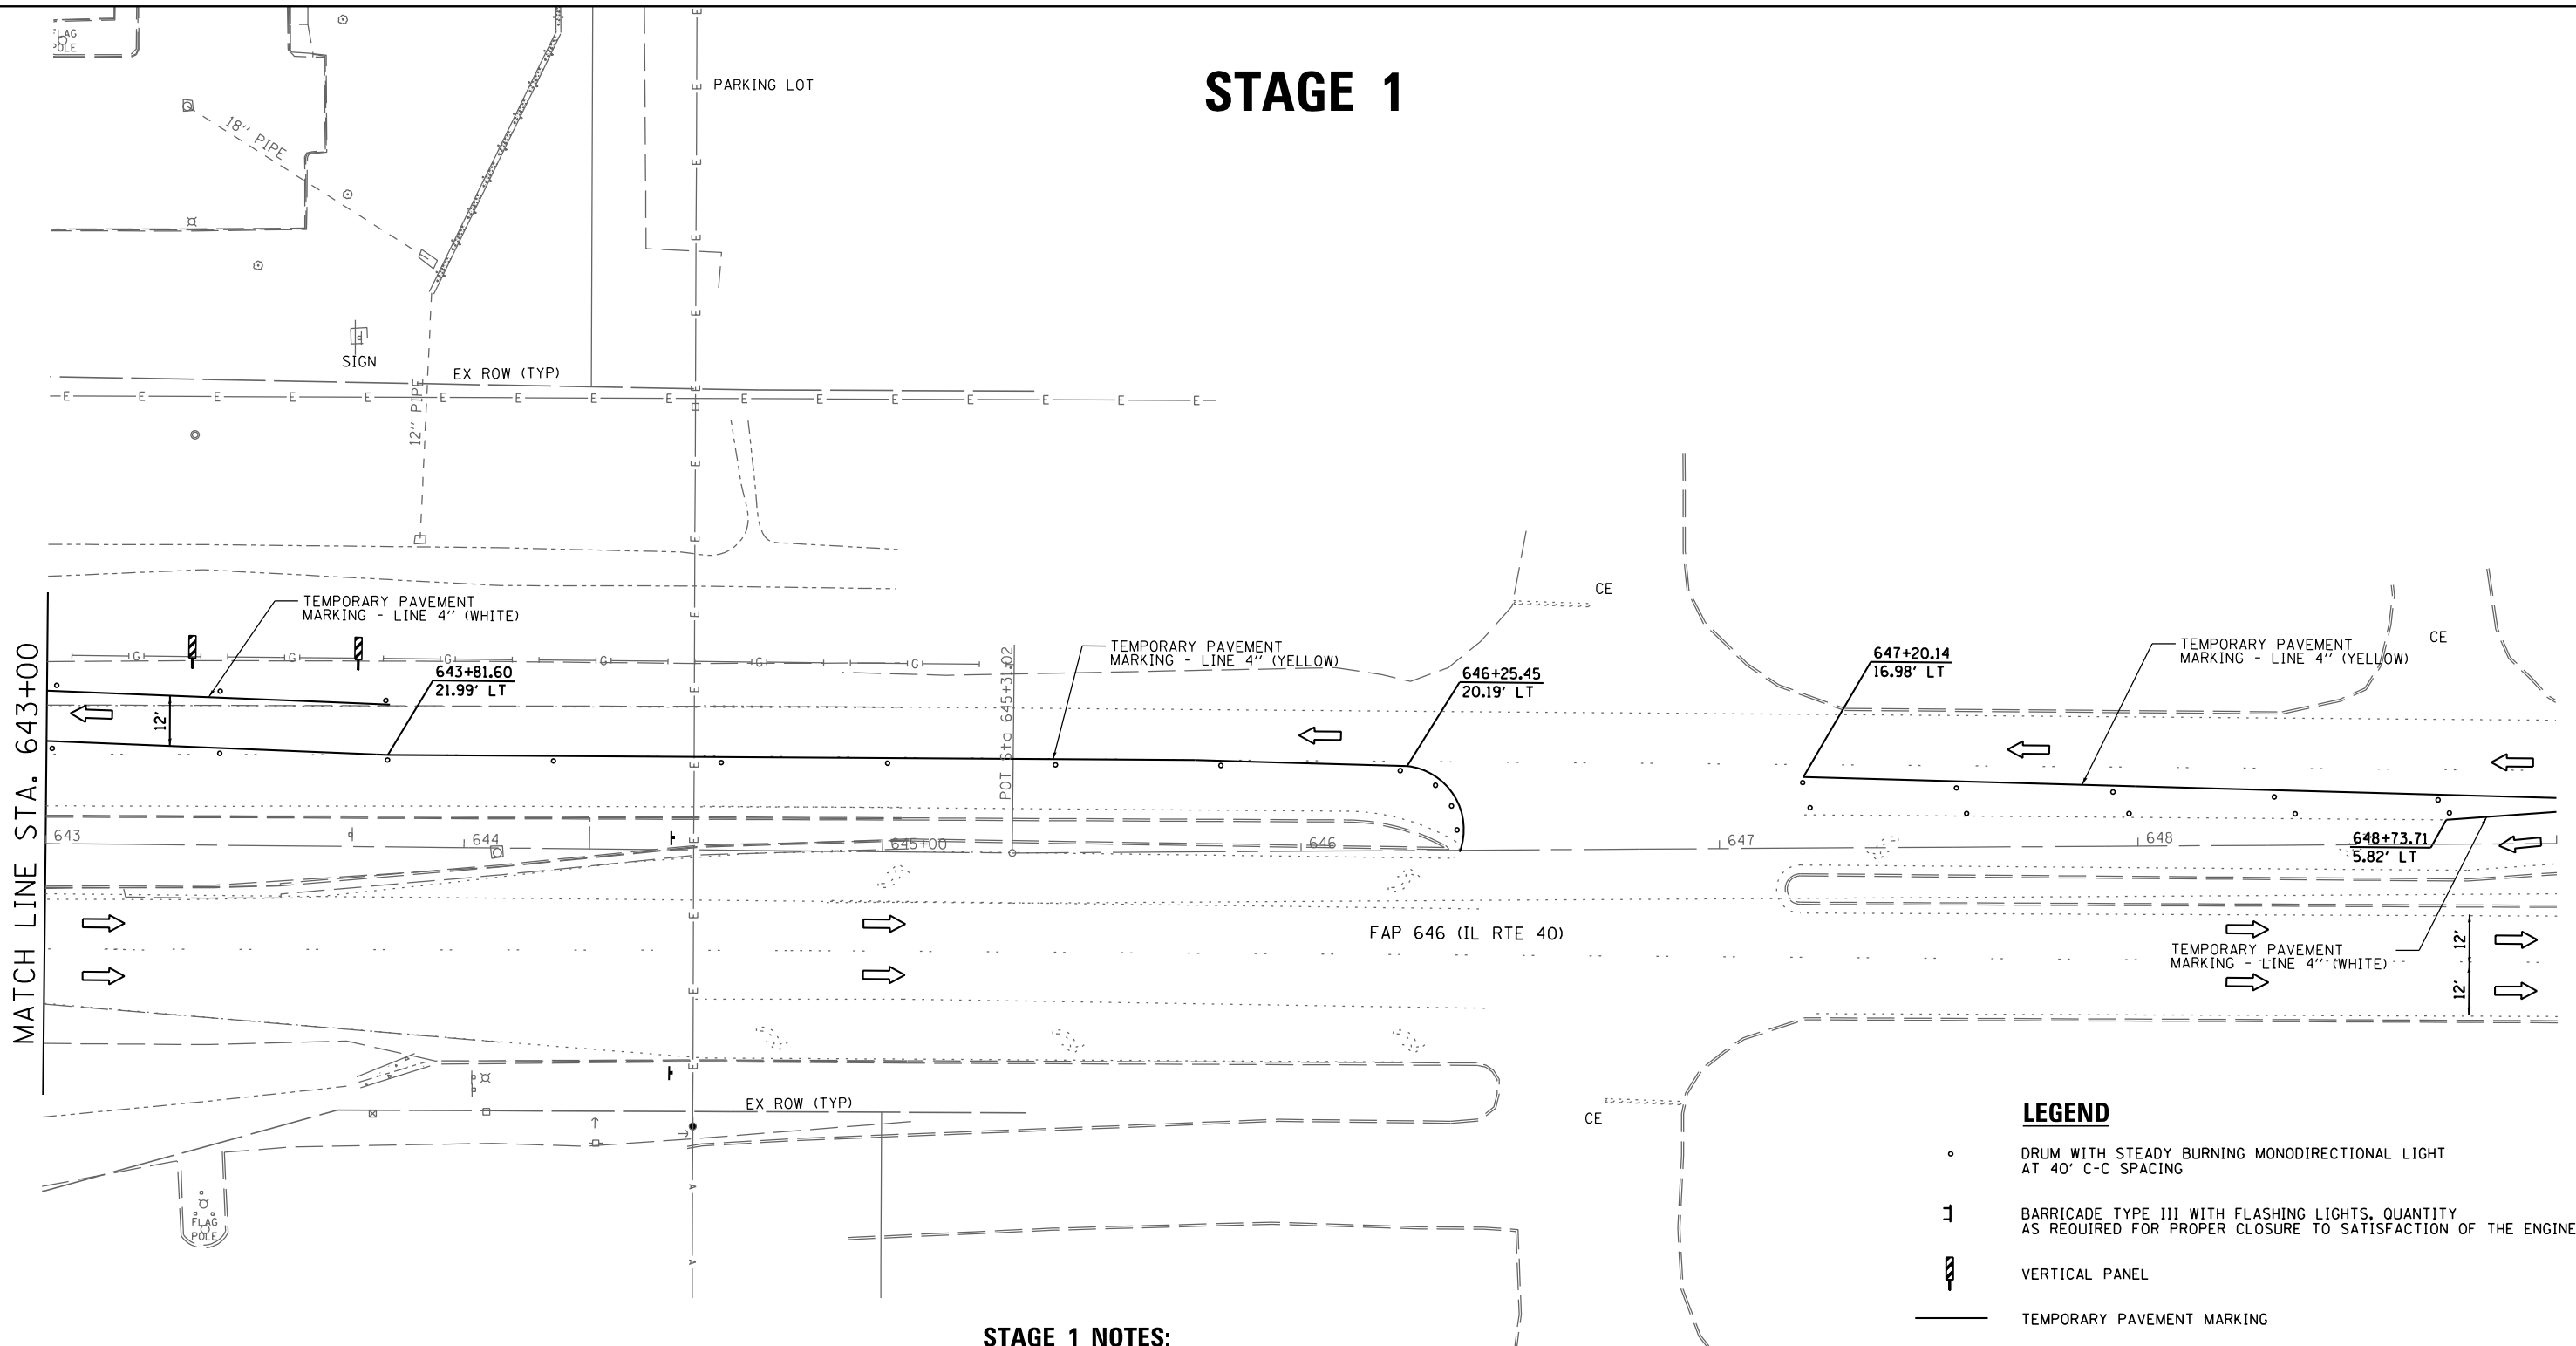 STAGE 1
FLAG
POLE
PARKING LOT
18" PIPE
SIGN
EX ROW (TYP)
E E E E E E E E E E E E E E E E
12" PIPE
CE
TEMPORARY PAVEMENT
MARKING - LINE 4" (WHITE)
MATCH LINE STA. 643+00
12'
G G G G G G
643+81.60
21.99' LT
POT Sta 645+31.02
TEMPORARY PAVEMENT
MARKING - LINE 4" (YELLOW)
646+25.45
20.19' LT
647+20.14
16.98' LT
TEMPORARY PAVEMENT
MARKING - LINE 4" (YELLOW)
CE
643
644
645+00
646
647
648
648+73.71
5.82' LT
FAP 646 (IL RTE 40)
TEMPORARY PAVEMENT
MARKING - LINE 4" (WHITE)
12'
12'
EX ROW (TYP)
CE
A
A
FLAG
POLE
LEGEND
DRUM WITH STEADY BURNING MONODIRECTIONAL LIGHT
AT 40' C-C SPACING
BARRICADE TYPE III WITH FLASHING LIGHTS, QUANTITY
AS REQUIRED FOR PROPER CLOSURE TO SATISFACTION OF THE ENGINE
VERTICAL PANEL
TEMPORARY PAVEMENT MARKING
STAGE 1 NOTES: